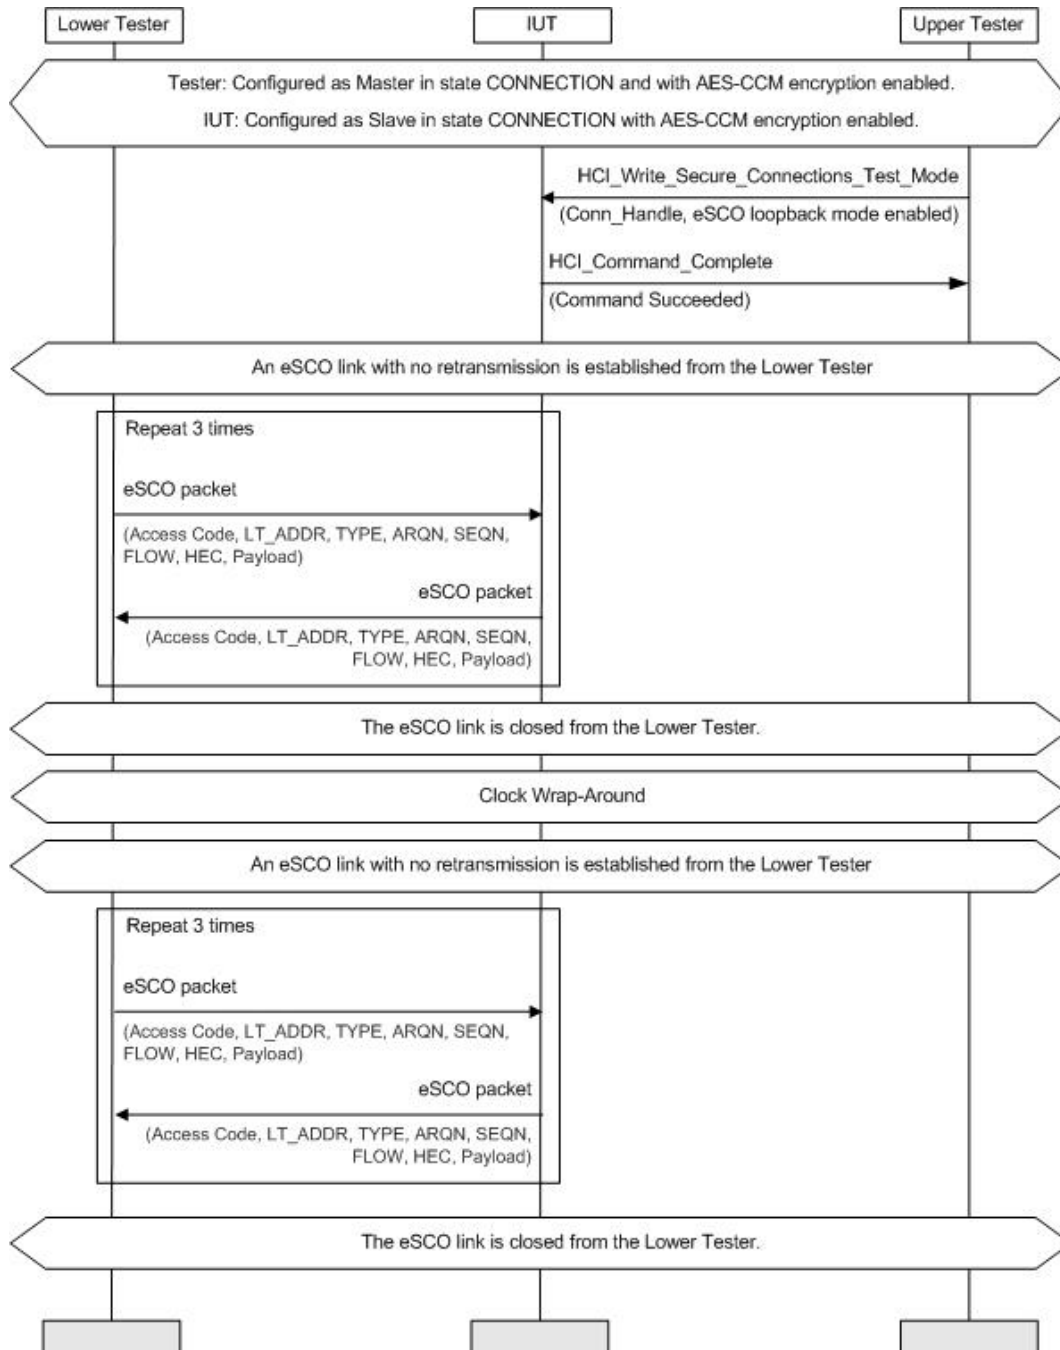 Lower Tester
IUT
Upper Tester
Tester: Configured as Master in state CONNECTION and with AES-CCM encryption enabled.
IUT: Configured as Slave in state CONNECTION with AES-CCM encryption enabled.
HCI_Write_Secure_Connections_Test_Mode
(Conn_Handle, eSCO loopback mode enabled)
HCI_Command_Complete
(Command Succeeded)
An eSCO link with no retransmission is established from the Lower Tester
Repeat 3 times
eSCO packet
(Access Code, LT_ADDR, TYPE, ARQN, SEQN,
FLOW, HEC, Payload)
eSCO packet
(Access Code, LT_ADDR, TYPE, ARQN, SEQN,
FLOW, HEC, Payload)
The eSCO link is closed from the Lower Tester.
Clock Wrap-Around
An eSCO link with no retransmission is established from the Lower Tester
Repeat 3 times
eSCO packet
(Access Code, LT_ADDR, TYPE, ARQN, SEQN,
FLOW, HEC, Payload)
eSCO packet
(Access Code, LT_ADDR, TYPE, ARQN, SEQN,
FLOW, HEC, Payload)
The eSCO link is closed from the Lower Tester.